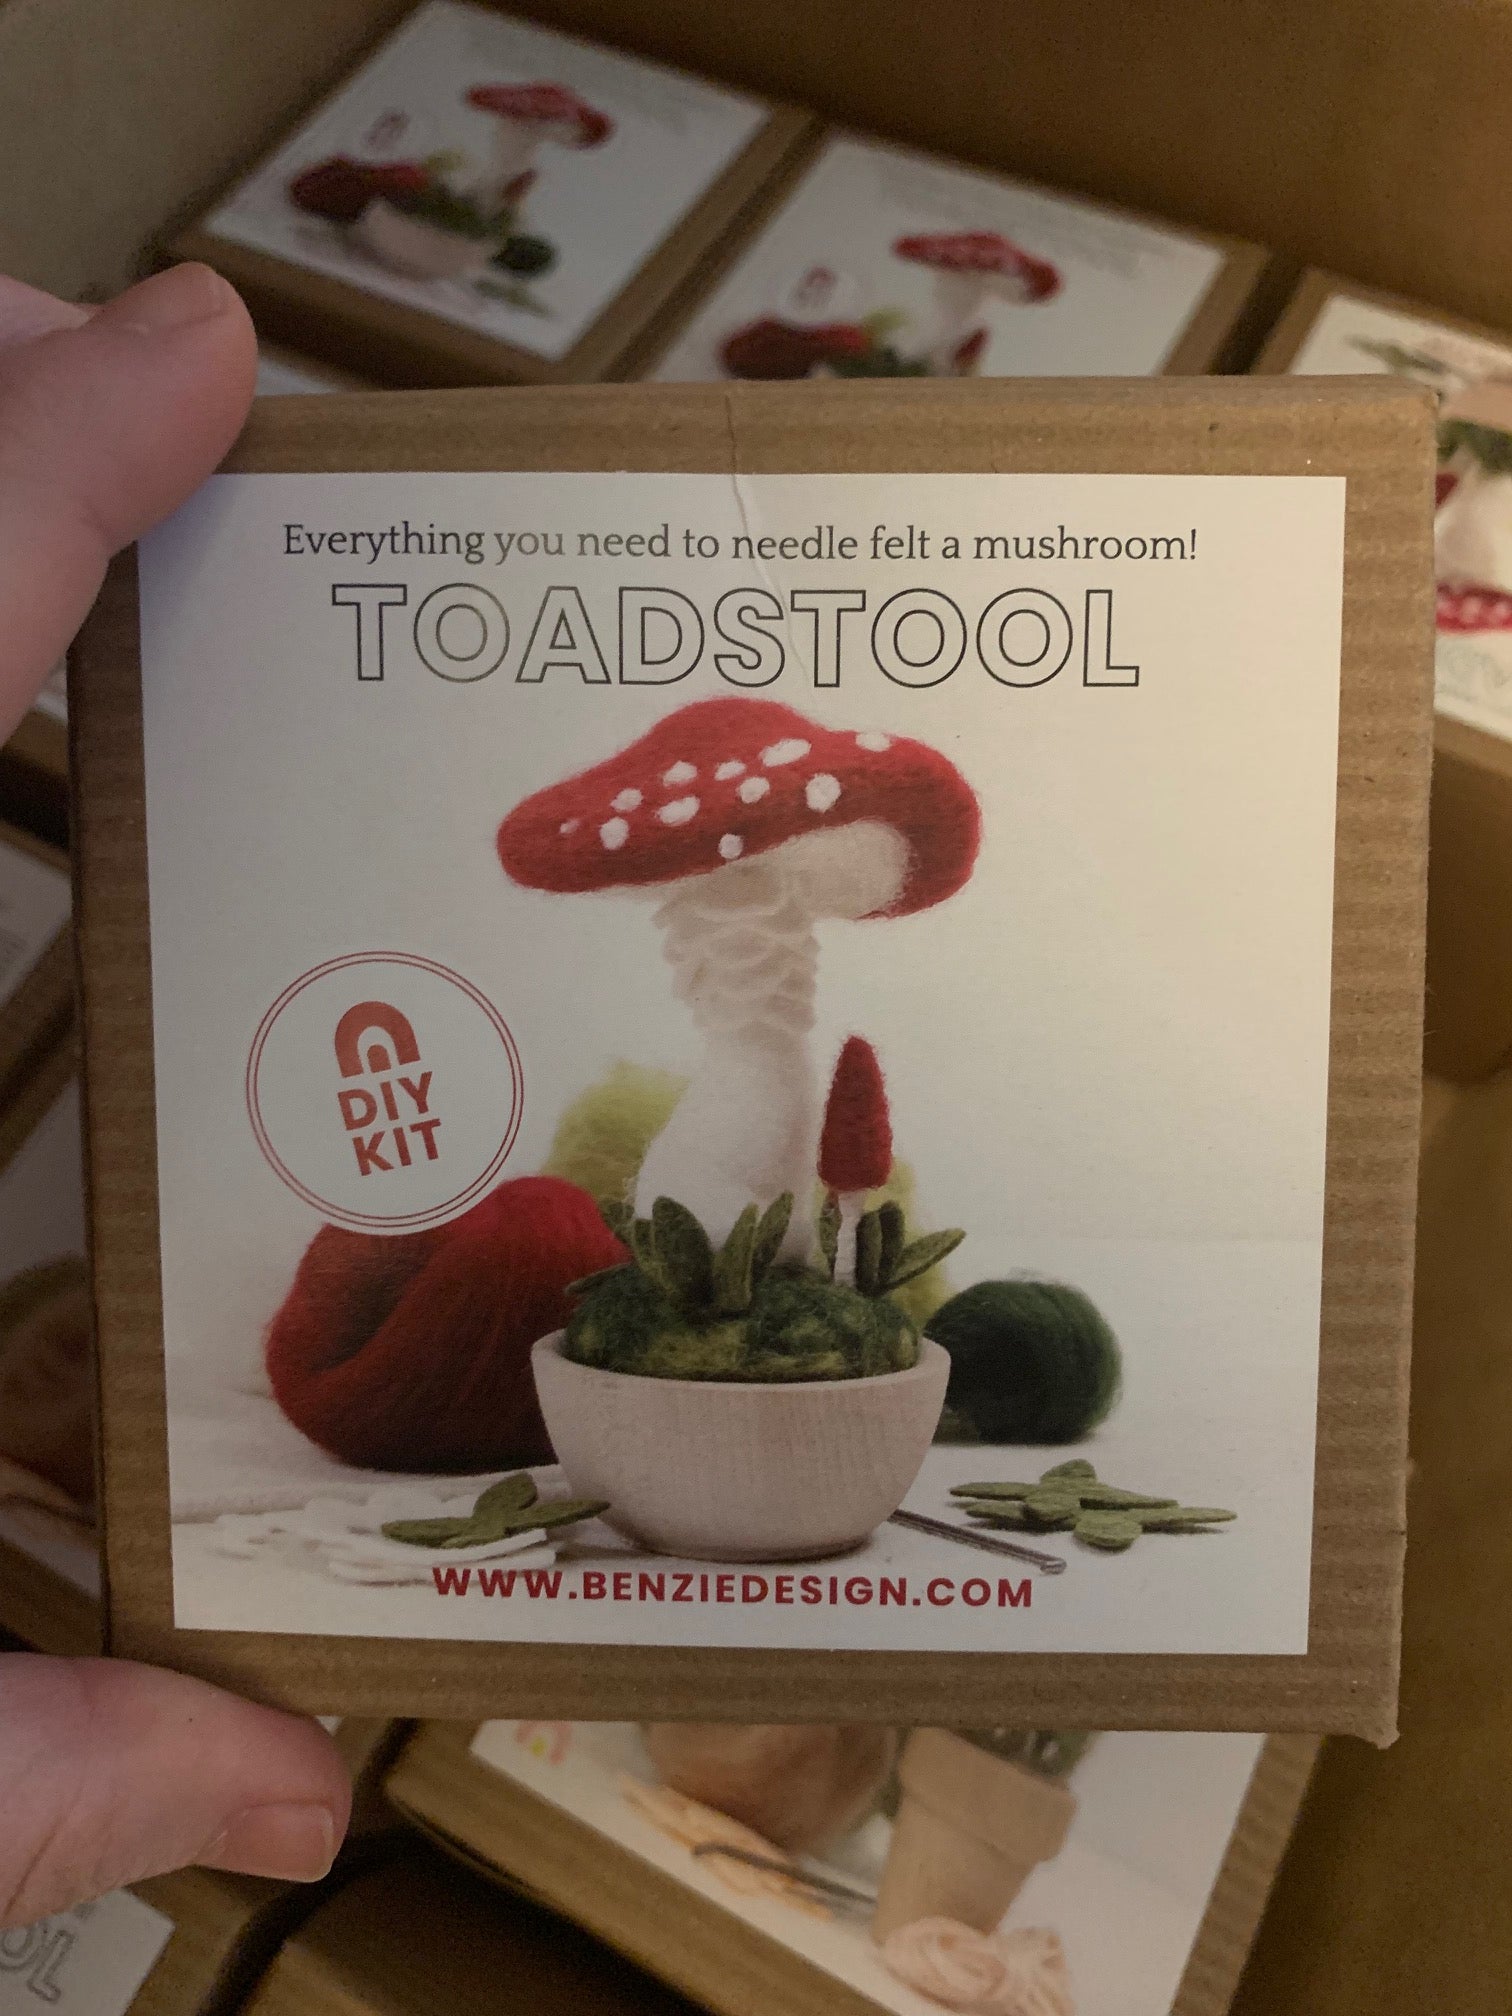 Everything you need to needle felt a mushroom!
TOADSTOOL
DIY
KIT
WWW.BENZIEDESIGN.COM